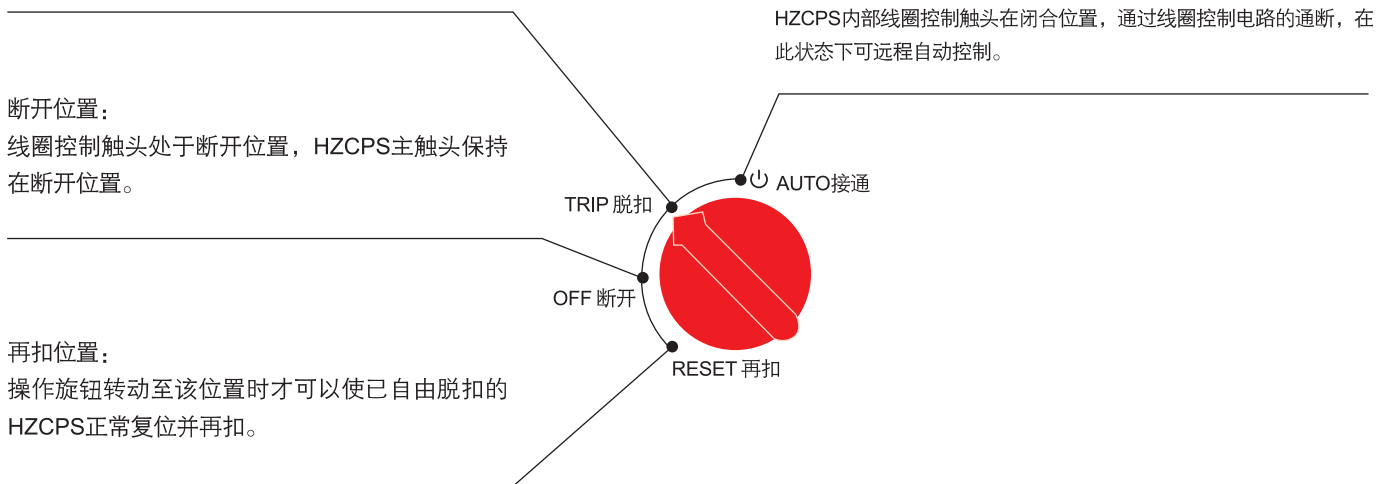 HZCPS内部线圈控制触头在闭合位置，通过线圈控制电路的通断，在
此状态下可远程自动控制。
断开位置：
线圈控制触头处于断开位置，HZCPS主触头保持
在断开位置。
AUTO接通
TRIP 脱扣
OFF 断开
RESET 再扣
再扣位置：
操作旋钮转动至该位置时才可以使已自由脱扣的
HZCPS正常复位并再扣。